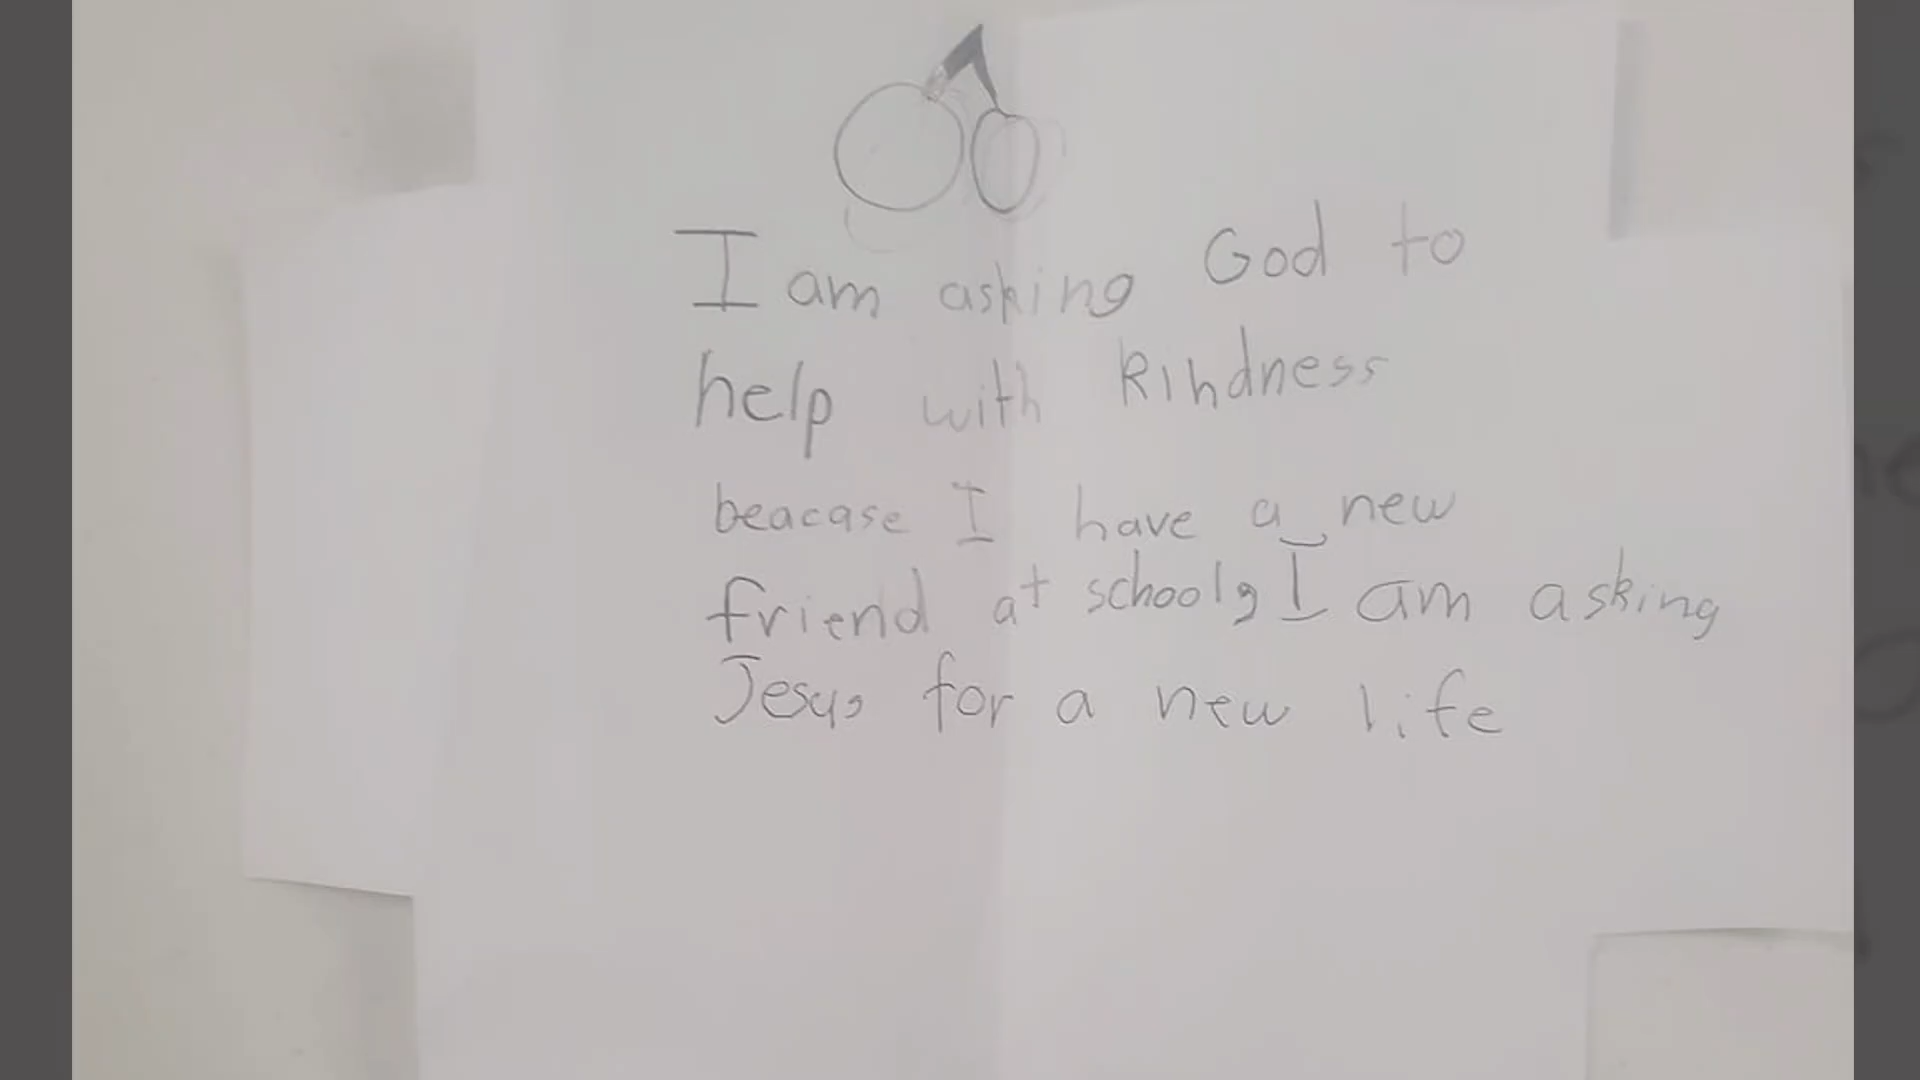 I am asking God to
help with kindness
beacase I have a new
friend at school, I am asking
Jesus for a new life